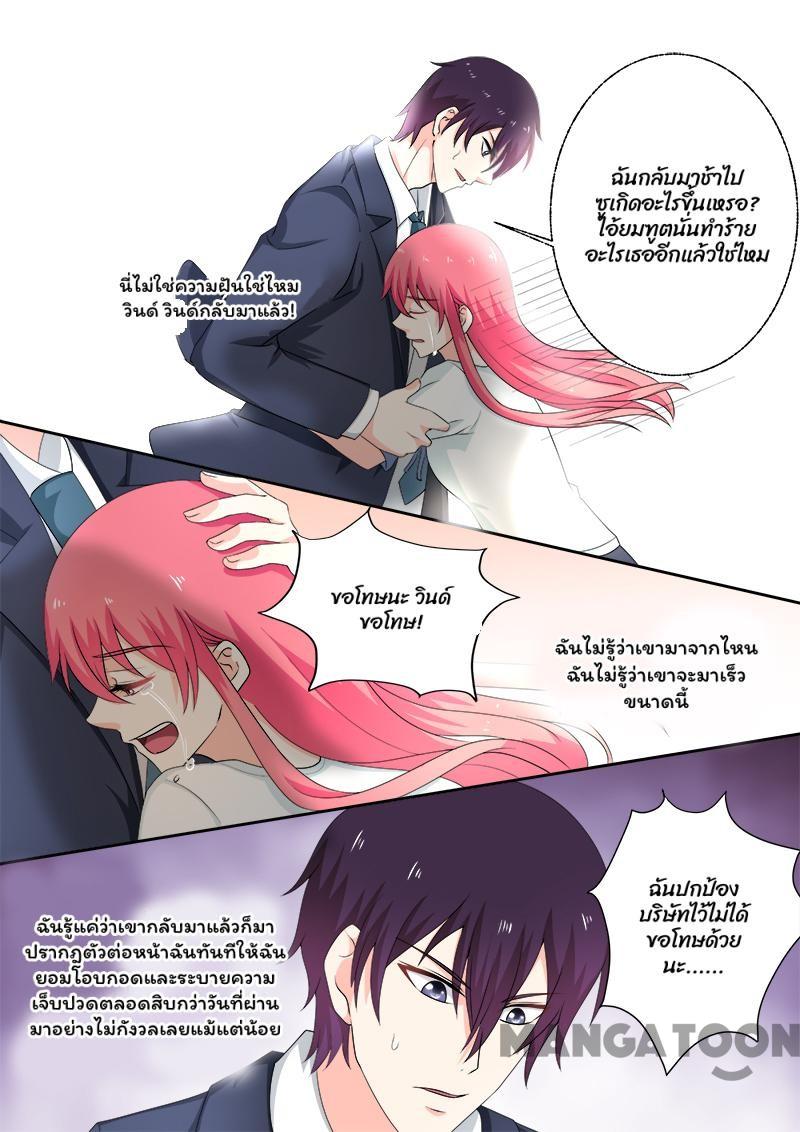 ฉันกลับมาช้าไป
ซูเกิดอะไรขึ้นเหรอ?
ไอ้ยมทูตนั่นทำร้าย
อะไรเธออีกแล้วใช่ไหม
นี่ไม่ใช่ความฝันใช่ไหม
วินด์ วินด์กลับมาแล้ว!
ขอโทษนะ วินด์
ขอโทษ!
ฉันไม่รู้ว่าเขามาจากไหน
ฉันไม่รู้ว่าเขาจะมาเร็ว
ขนาดนี้
ฉันปกป้อง
บริษัทไว้ไม่ได้
ขอโทษด้วย
นะ......
ฉันรู้แค่ว่าเขากลับมาแล้วก็มา
ปรากฏตัวต่อหน้าฉันทันทีให้ฉัน
ยอมโอบกอดและระบายความ
เจ็บปวดตลอดสิบกว่าวันที่ผ่าน
มาอย่างไม่กังวลเลยแม้แต่น้อย
MANGATOON